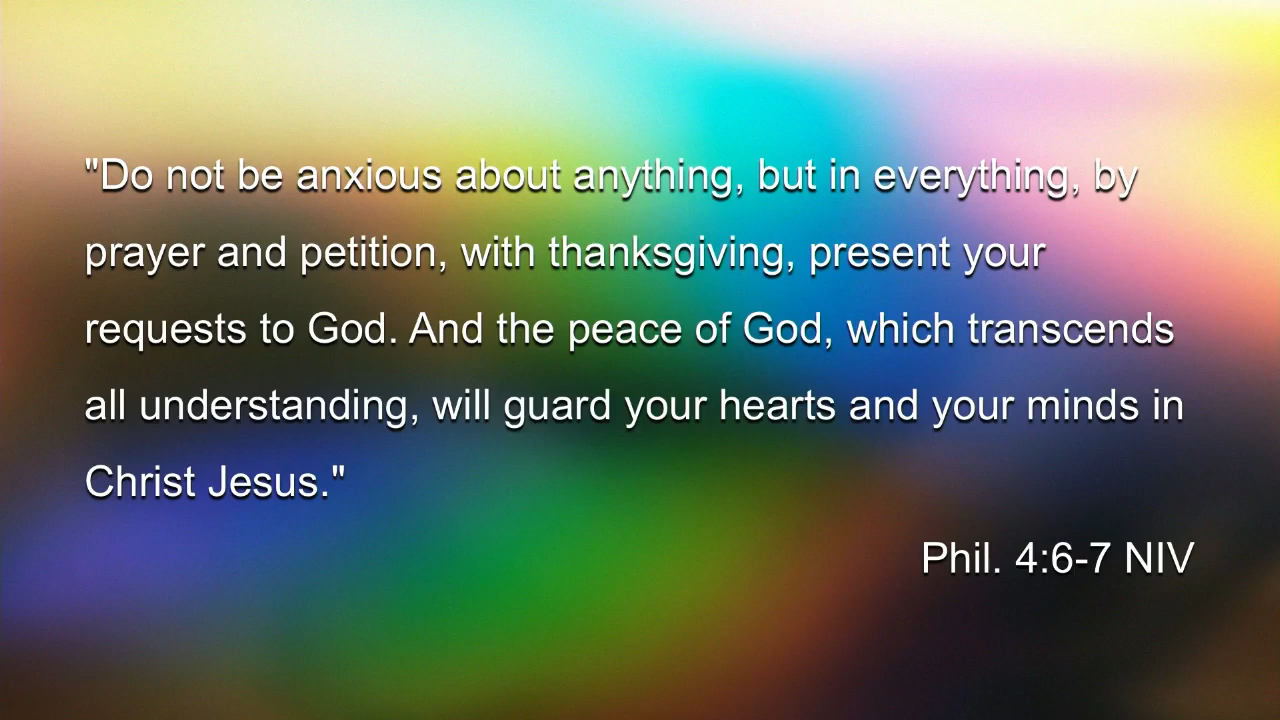 "Do not be anxious about anything, but in everything, by
prayer and petition, with thanksgiving, present your
requests to God. And the peace of God, which transcends
all understanding, will guard your hearts and your minds in
Christ Jesus."
Phil. 4:6-7 NIV